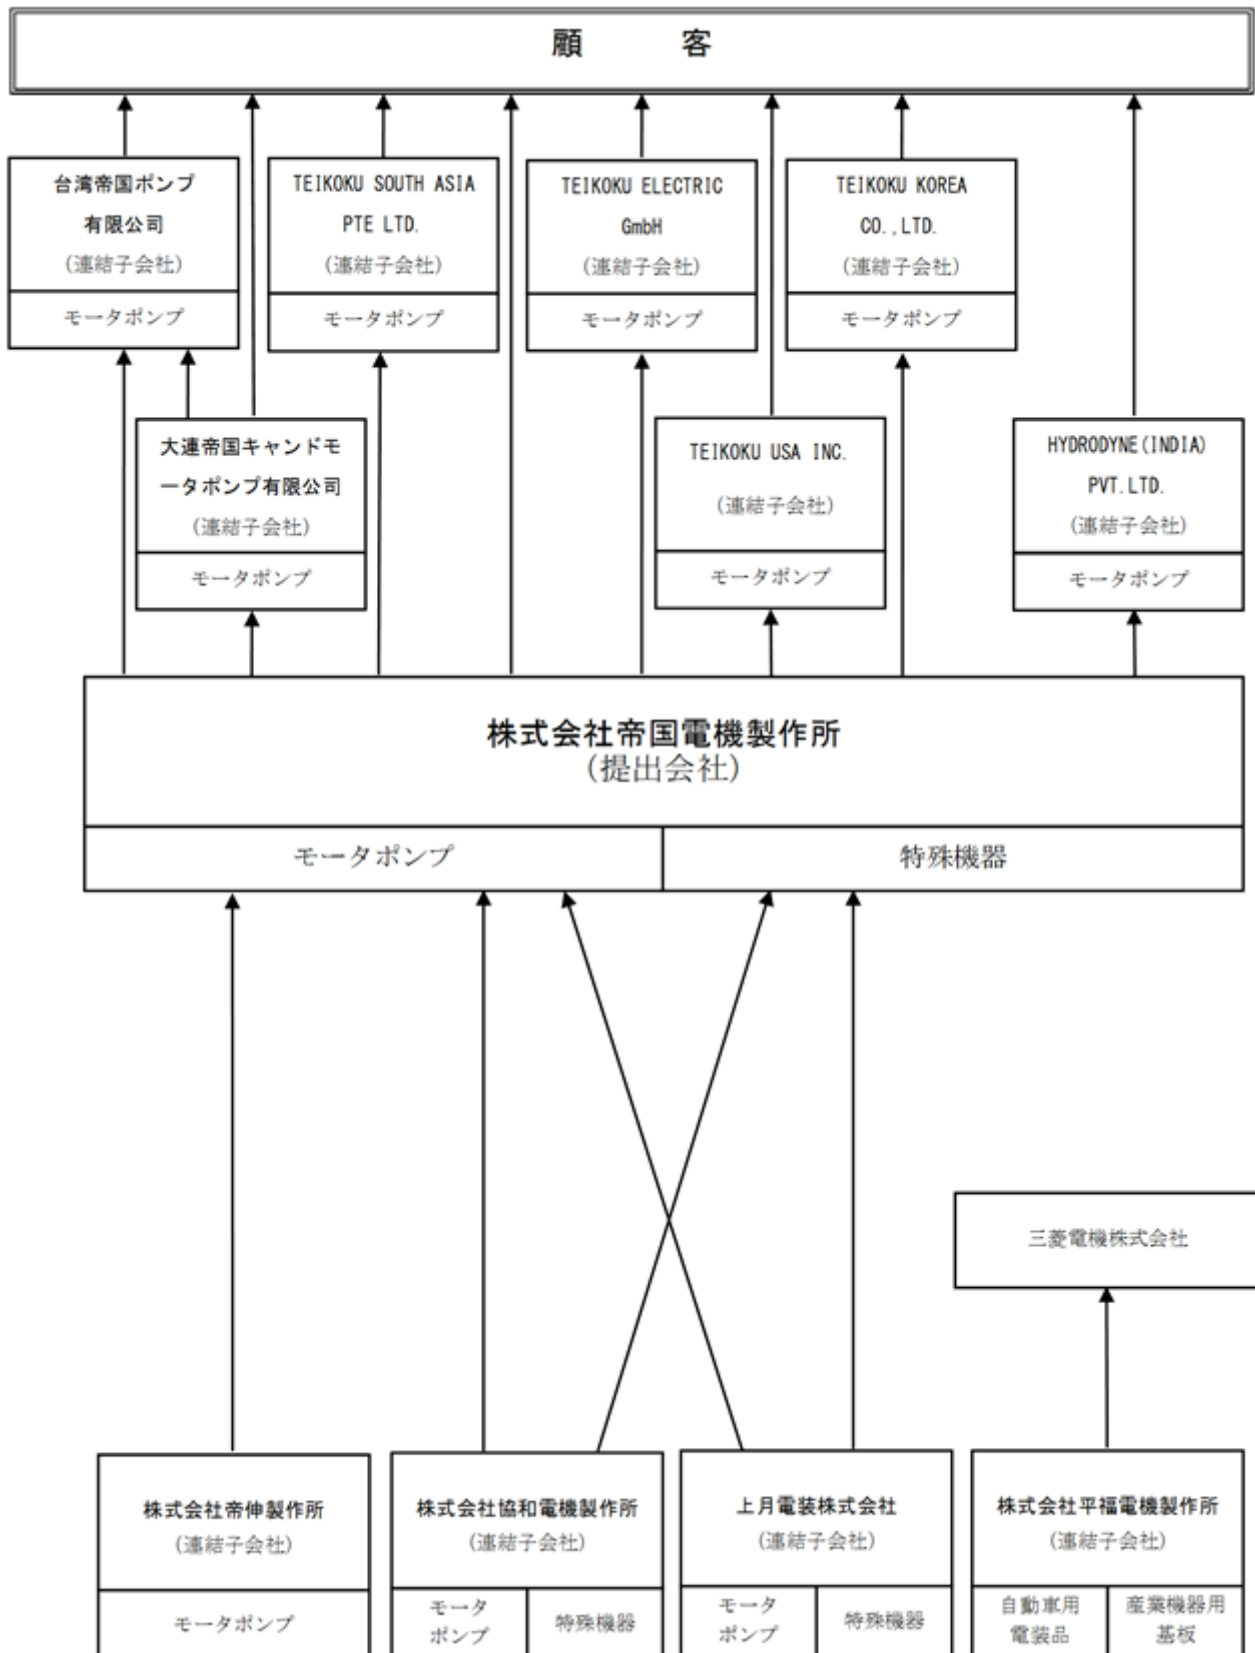 顧　　　客
台湾帝国ポンプ
有限公司
(連結子会社)
モータポンプ
TEIKOKU SOUTH ASIA
PTE LTD.
(連結子会社)
モータポンプ
TEIKOKU ELECTRIC
GmbH
(連結子会社)
モータポンプ
TEIKOKU KOREA
CO.,LTD.
(連結子会社)
モータポンプ
大連帝国キャンドモ
ータポンプ有限公司
(連結子会社)
モータポンプ
TEIKOKU USA INC.
(連結子会社)
モータポンプ
HYDRODYNE(INDIA)
PVT.LTD.
(連結子会社)
モータポンプ
株式会社帝国電機製作所
(提出会社)
モータポンプ
特殊機器
三菱電機株式会社
株式会社帝伸製作所
(連結子会社)
モータポンプ
株式会社協和電機製作所
(連結子会社)
モータ
ポンプ
特殊機器
上月電装株式会社
(連結子会社)
モータ
ポンプ
特殊機器
株式会社平福電機製作所
(連結子会社)
自動車用
電装品
産業機器用
基板